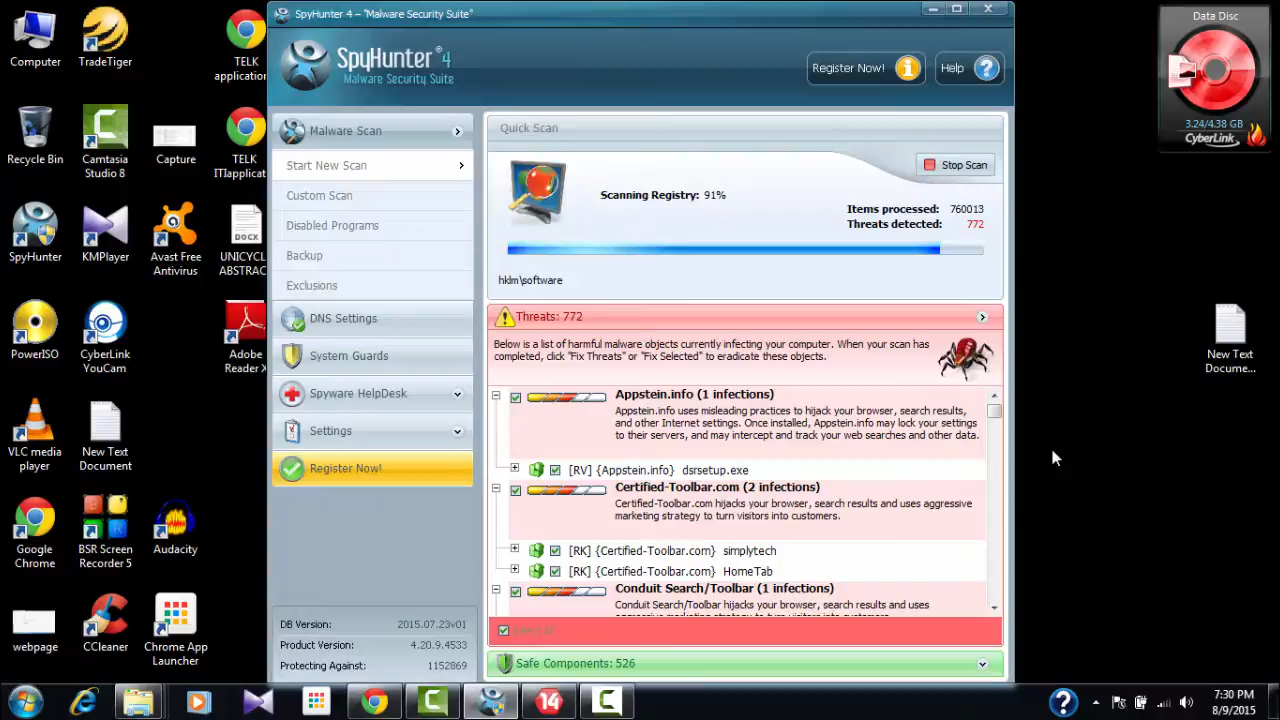 SpyHunter 4 – "Malware Security Suite"
SpyHunter® 4
Malware Security Suite
Register Now!
Help
Malware Scan
Start New Scan
Custom Scan
Disabled Programs
Backup
Exclusions
DNS Settings
System Guards
Spyware HelpDesk
Settings
Register Now!
DB Version: 2015.07.23v01
Product Version: 4.20.9.4533
Protecting Against: 1152869
Quick Scan
Stop Scan
Scanning Registry: 91%
Items processed: 760013
Threats detected: 772
hklm\software
Threats: 772
Below is a list of harmful malware objects currently infecting your computer. When your scan has
completed, click "Fix Threats" or "Fix Selected" to eradicate these objects.
Appstein.info (1 infections)
Appstein.info uses misleading practices to hijack your browser, search results,
and other Internet settings. Once installed, Appstein.info may lock your settings
to their servers, and may intercept and track your web searches and other data.
[RV] {Appstein.info} dsrsetup.exe
Certified-Toolbar.com (2 infections)
Certified-Toolbar.com hijacks your browser, search results and uses aggressive
marketing strategy to turn visitors into customers.
[RK] {Certified-Toolbar.com} simplytech
[RK] {Certified-Toolbar.com} HomeTab
Conduit Search/Toolbar (1 infections)
Conduit Search/Toolbar hijacks your browser, search results and uses
Safe Components: 526
Computer
TradeTiger
TELK
application
Recycle Bin
Camtasia
Studio 8
Capture
TELK
ITIapplicat
SpyHunter
KMPlayer
Avast Free
Antivirus
DOCX
UNICYCL
ABSTRAC
PowerISO
CyberLink
YouCam
Adobe
Reader X
VLC media
player
New Text
Document
Google
Chrome
BSR Screen
Recorder 5
Audacity
webpage
CCleaner
Chrome App
Launcher
Data Disc
3.24/4.38 GB
CyberLink
New Text
Docume...
14
7:30 PM
8/9/2015